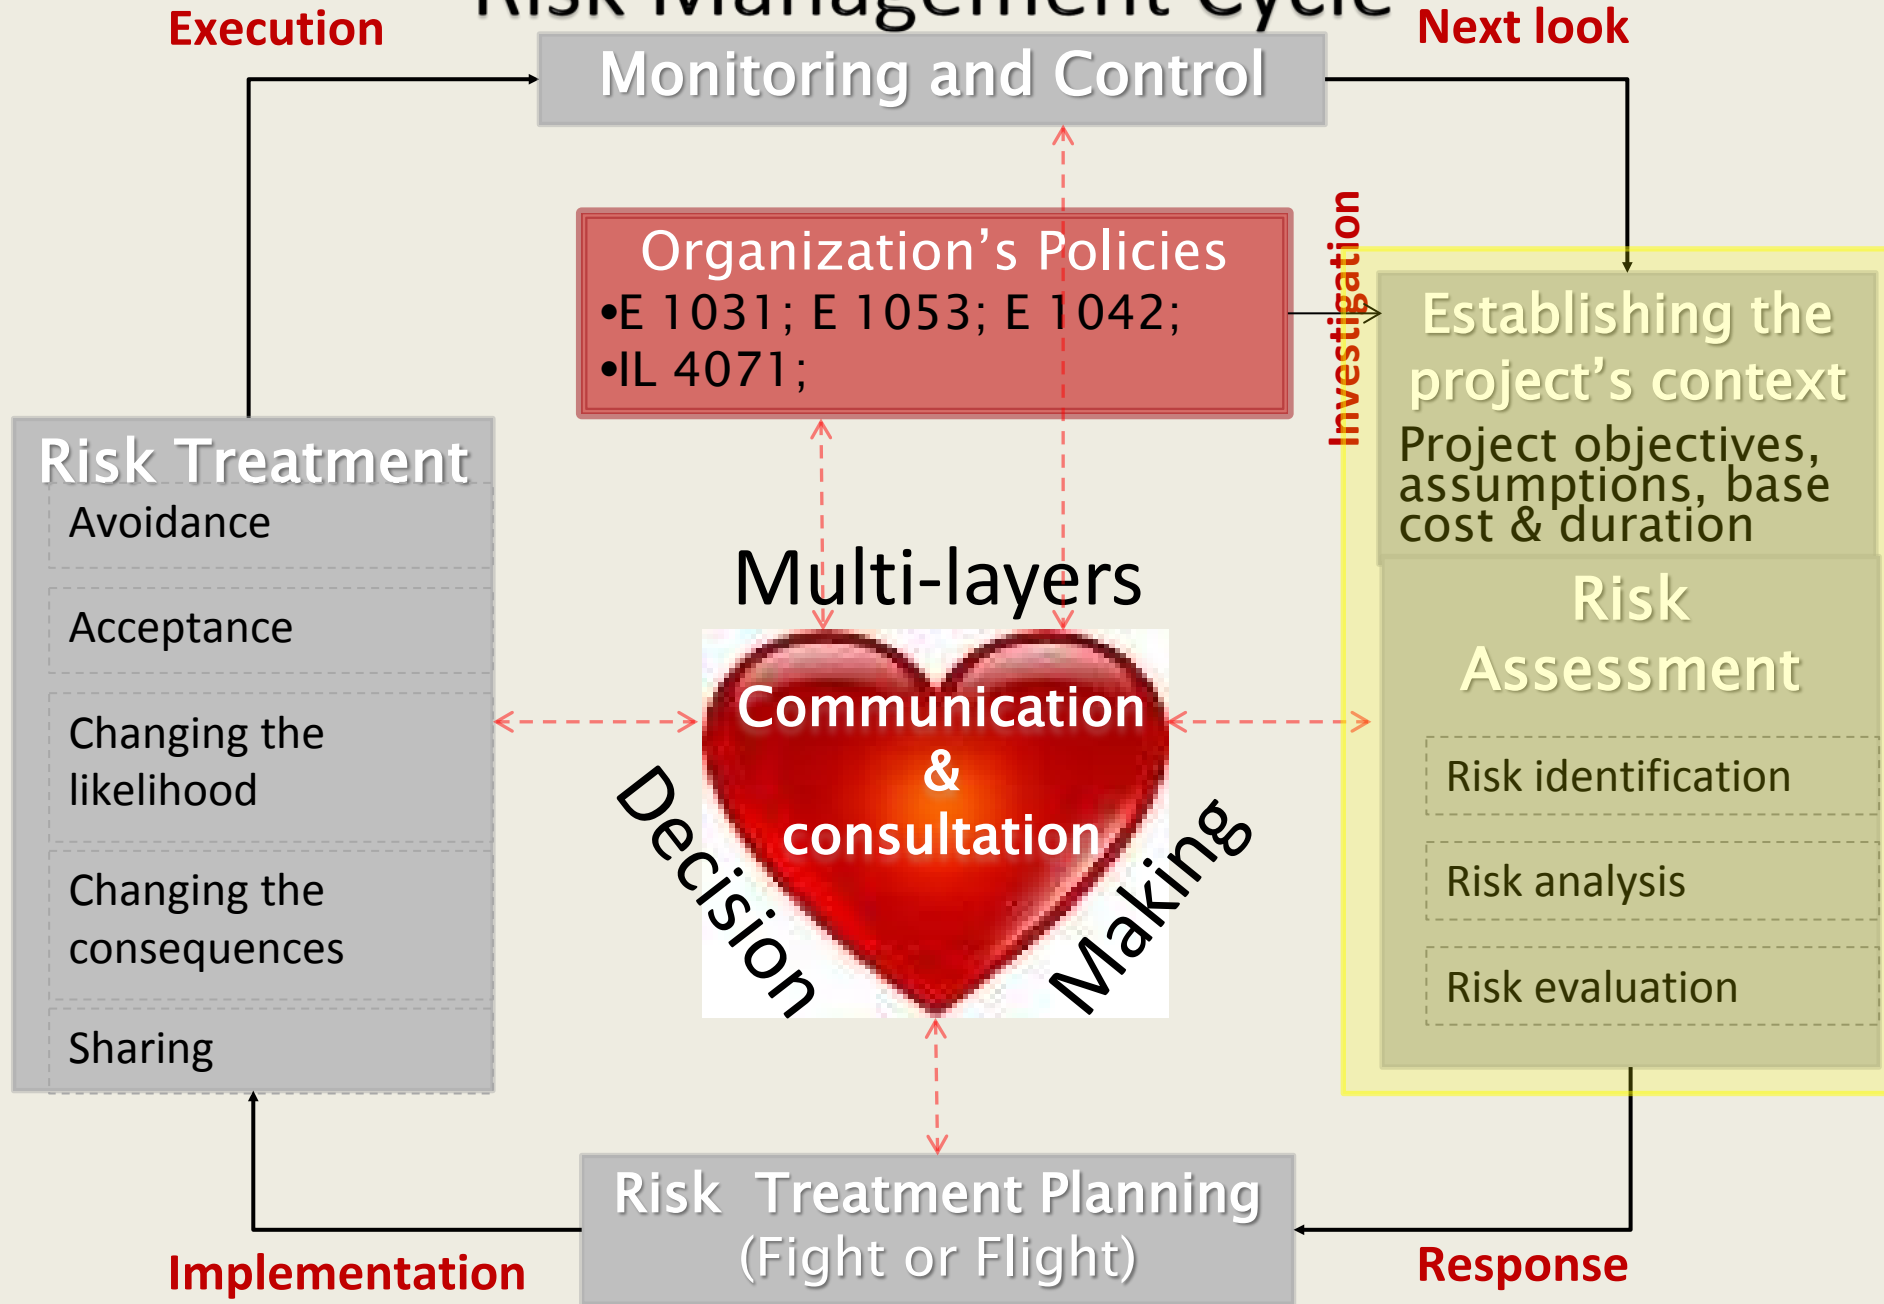 Risk Management Cycle
Execution
Next look
Monitoring and Control
Organization’s Policies
•E 1031; E 1053; E 1042;
•IL 4071;
Investigation
Establishing the
project’s context
Project objectives,
assumptions, base
cost & duration
Risk Treatment
Avoidance
Acceptance
Changing the
likelihood
Changing the
consequences
Sharing
Multi-layers
Communication
&
consultation
Decision
Making
Risk
Assessment
Risk identification
Risk analysis
Risk evaluation
Risk Treatment Planning
(Fight or Flight)
Implementation
Response